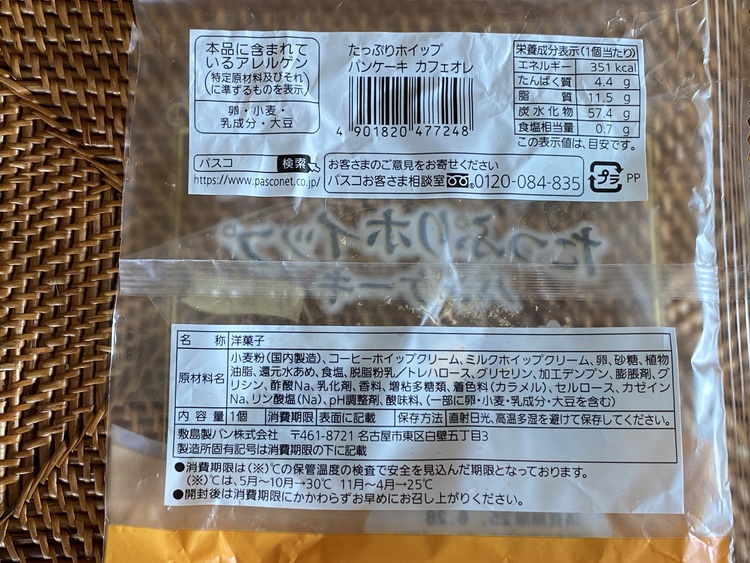 本品に含まれて
いるアレルゲン
(特定原材料及びそれ
に準ずるものを表示)
卵・小麦・
乳成分・大豆
たっぷりホイップ
パンケーキ カフェオレ
4 901820 477248
栄養成分表示(1個当たり)
エネルギー 351 kcal
たんぱく質 4.4 g
脂質 11.5 g
炭水化物 57.4 g
食塩相当量 0.7 g
この表示値は、目安です。
パスコ 検索
https://www.pasconet.co.jp/
お客さまのご意見をお寄せください
パスコお客さま相談室 0120-084-835
プラ PP
たっぷりホイップ
パンケーキ
名称 洋菓子
原材料名 小麦粉(国内製造)、コーヒーホイップクリーム、ミルクホイップクリーム、卵、砂糖、植物
油脂、還元水あめ、食塩、脱脂粉乳/トレハロース、グリセリン、加工デンプン、膨脹剤、グ
リシン、酢酸Na、乳化剤、香料、増粘多糖類、着色料(カラメル)、セルロース、カゼイン
Na、リン酸塩(Na)、pH調整剤、酸味料、(一部に卵・小麦・乳成分・大豆を含む)
内容量 1個 消費期限 表面に記載 保存方法 直射日光、高温多湿を避けて保存してください。
敷島製パン株式会社 〒461-8721 名古屋市東区白壁五丁目3
製造所固有記号は消費期限の下に記載
●消費期限は(※)℃の保管温度の検査で安全を見込んだ期限となっております。
(※)℃は、5月~10月→30℃ 11月~4月→25℃
●開封後は消費期限にかかわらずお早めにお召し上がりください。
消費期限25. 6.28